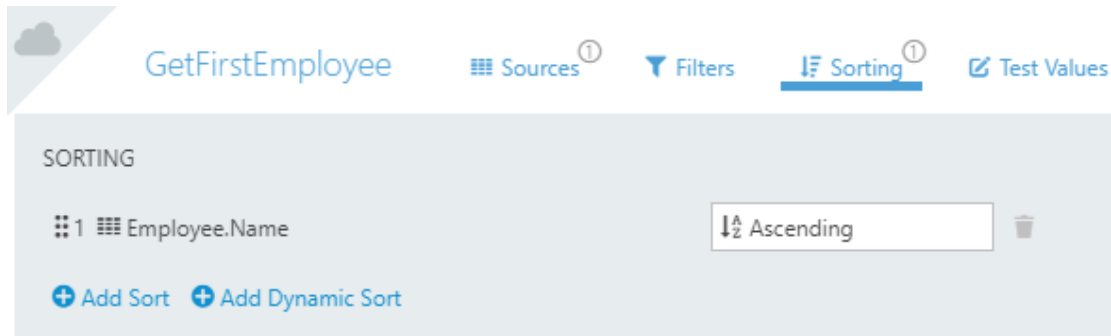 GetFirstEmployee Sources 1 Filters Sorting 1 Test Values
SORTING
1 Employee.Name Ascending
Add Sort Add Dynamic Sort